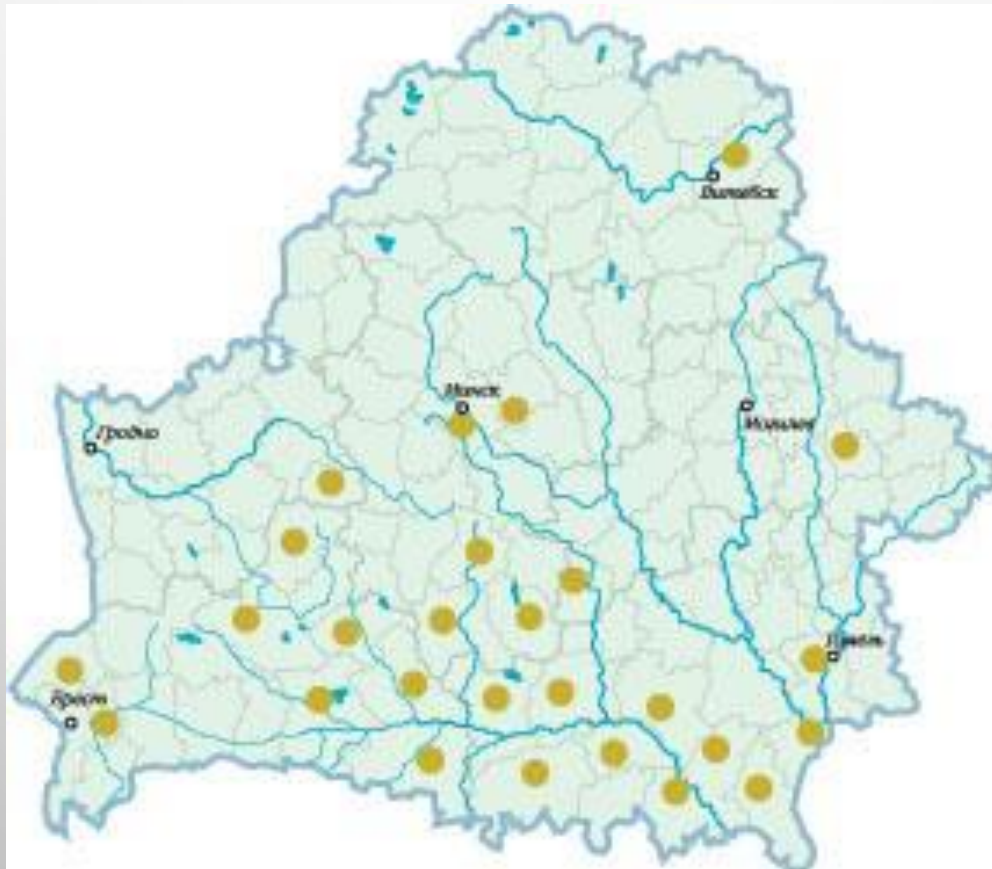 Витебск
Минск
Могилев
Гродно
Гомель
Брест